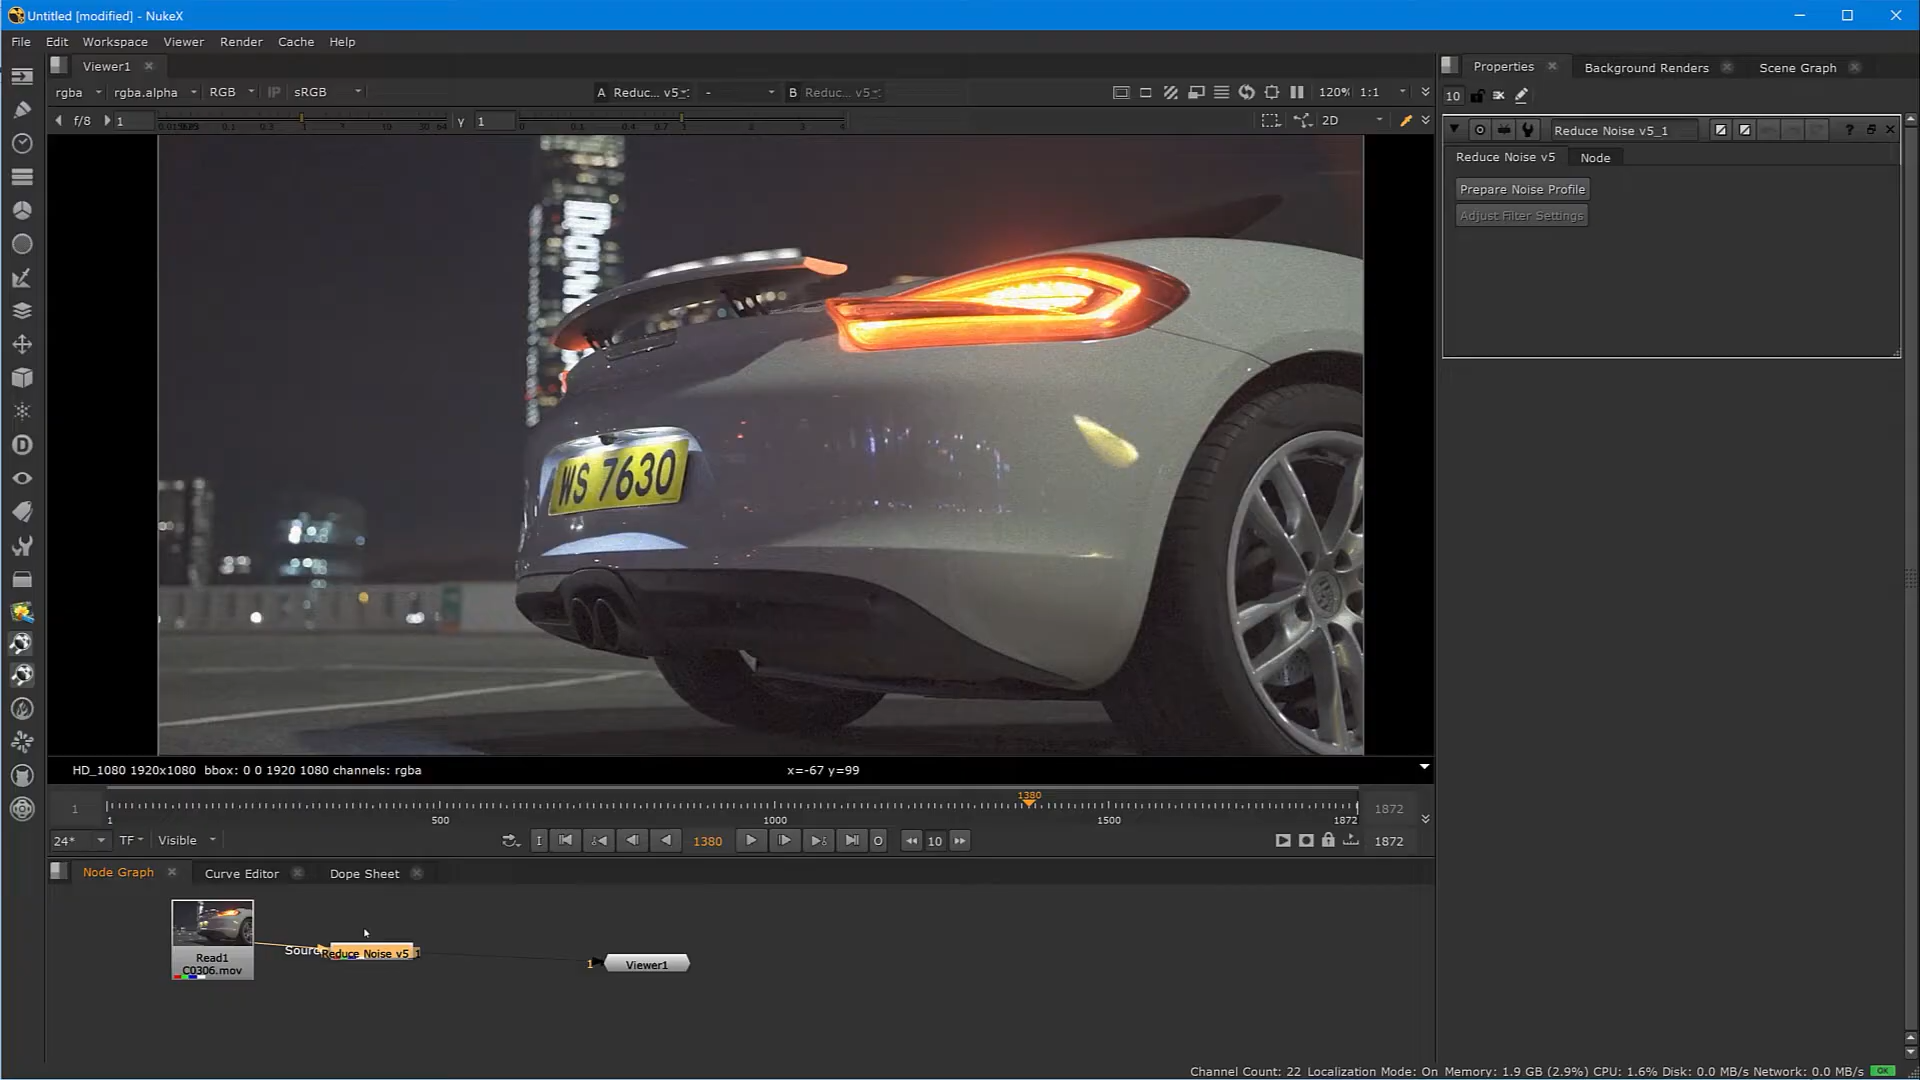 Untitled [modified] - NukeX
File Edit Workspace Viewer Render Cache Help
Viewer1
Properties Background Renders Scene Graph
rgba rgba.alpha RGB IP sRGB A Reduc... v5 - B Reduc... v5 120% 1:1
10
f/8 1 γ 1 2D
Reduce Noise v5_1
Reduce Noise v5 Node
Prepare Noise Profile
Adjust Filter Settings
WS 7630
HD_1080 1920x1080 bbox: 0 0 1920 1080 channels: rgba x=-67 y=99
1 1380 1872
1 500 1000 1500 1872
24* TF Visible I 1380 O 10 1872
Node Graph Curve Editor Dope Sheet
Reduce Noise v5_1
Read1
C0306.mov
1 Viewer1
Channel Count: 22 Localization Mode: On Memory: 1.9 GB (2.9%) CPU: 1.6% Disk: 0.0 MB/s Network: 0.0 MB/s OK